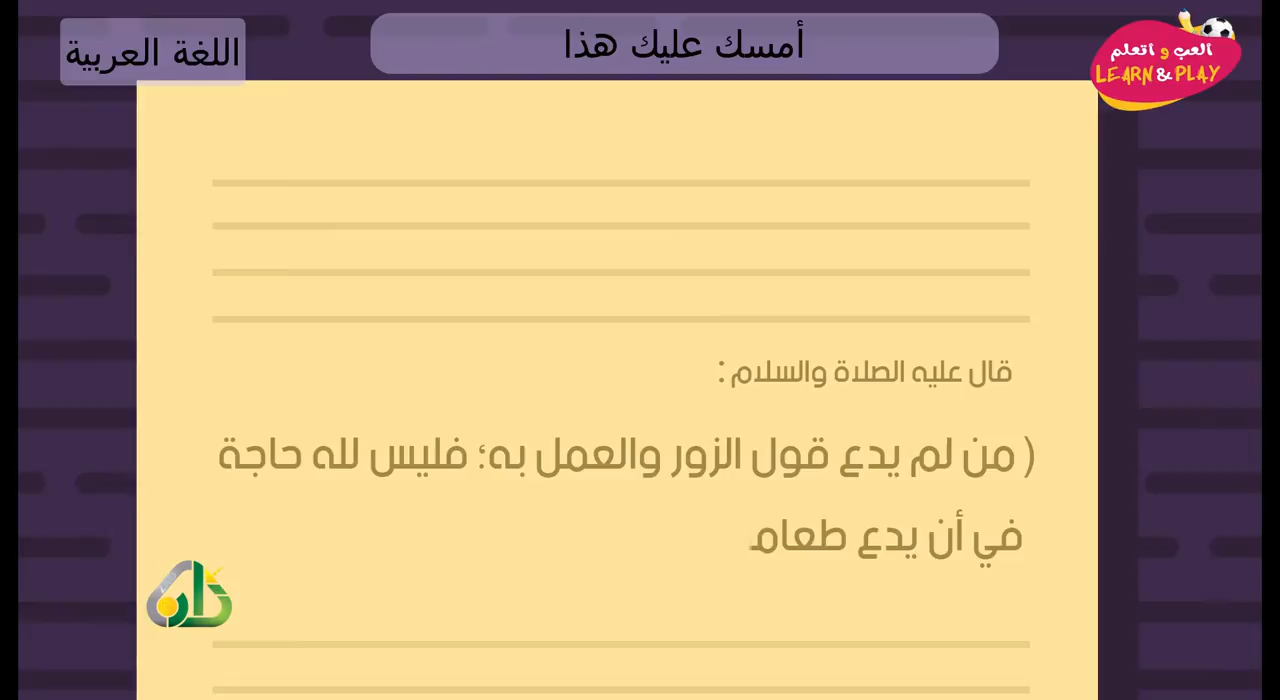 اللغة العربية
أمسك عليك هذا
العب و اتعلم
LEARN & PLAY
قال عليه الصلاة والسلام :
( من لم يدع قول الزور والعمل به؛ فليس لله حاجة
في أن يدع طعام